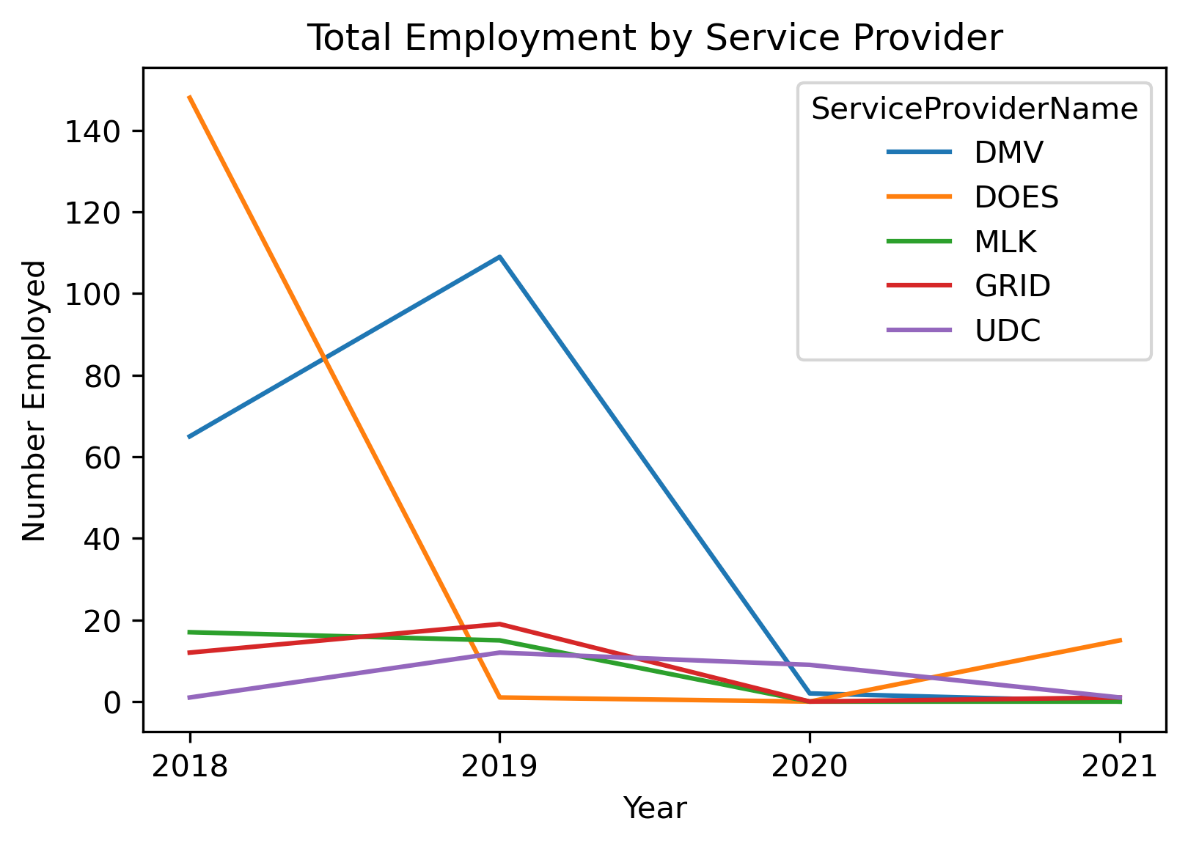 Total Employment by Service Provider
ServiceProviderName
DMV
DOES
MLK
GRID
UDC
Number Employed
140
120
100
80
60
40
20
0
2018 2019 2020 2021
Year